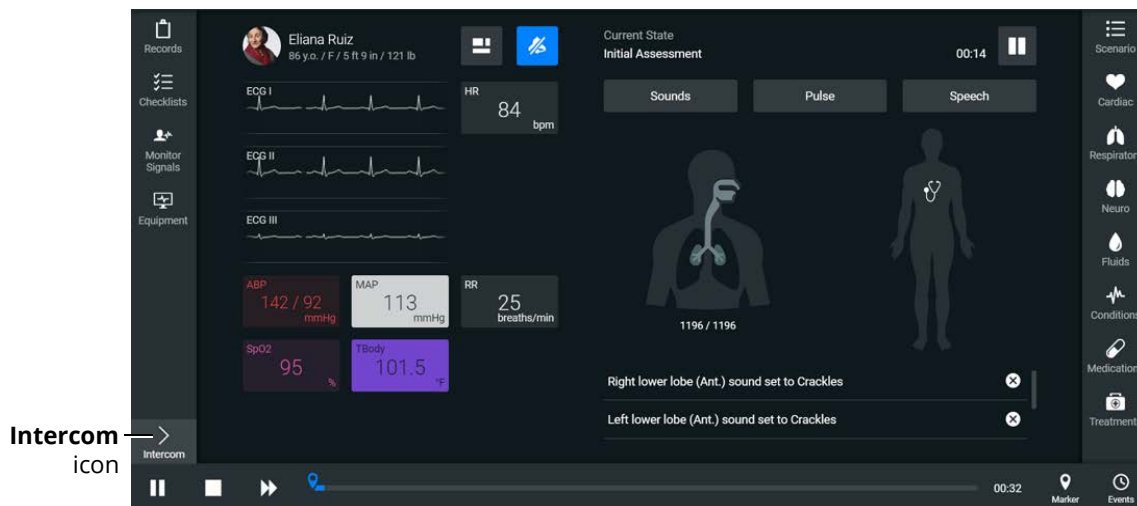 Records
Checklists
Monitor
Signals
Equipment
Intercom
Intercom
icon
Eliana Ruiz
86 y.o. / F / 5 ft 9 in / 121 lb
ECG I
HR
84
bpm
ECG II
ECG III
ABP
142 / 92
mmHg
MAP
113
mmHg
RR
25
breaths/min
SpO2
95
%
TBody
101.5
°F
Current State
Initial Assessment
00:14
Sounds
Pulse
Speech
1196 / 1196
Right lower lobe (Ant.) sound set to Crackles
Left lower lobe (Ant.) sound set to Crackles
Scenario
Cardiac
Respirator
Neuro
Fluids
Conditions
Medication
Treatment
00:32
Marker
Events